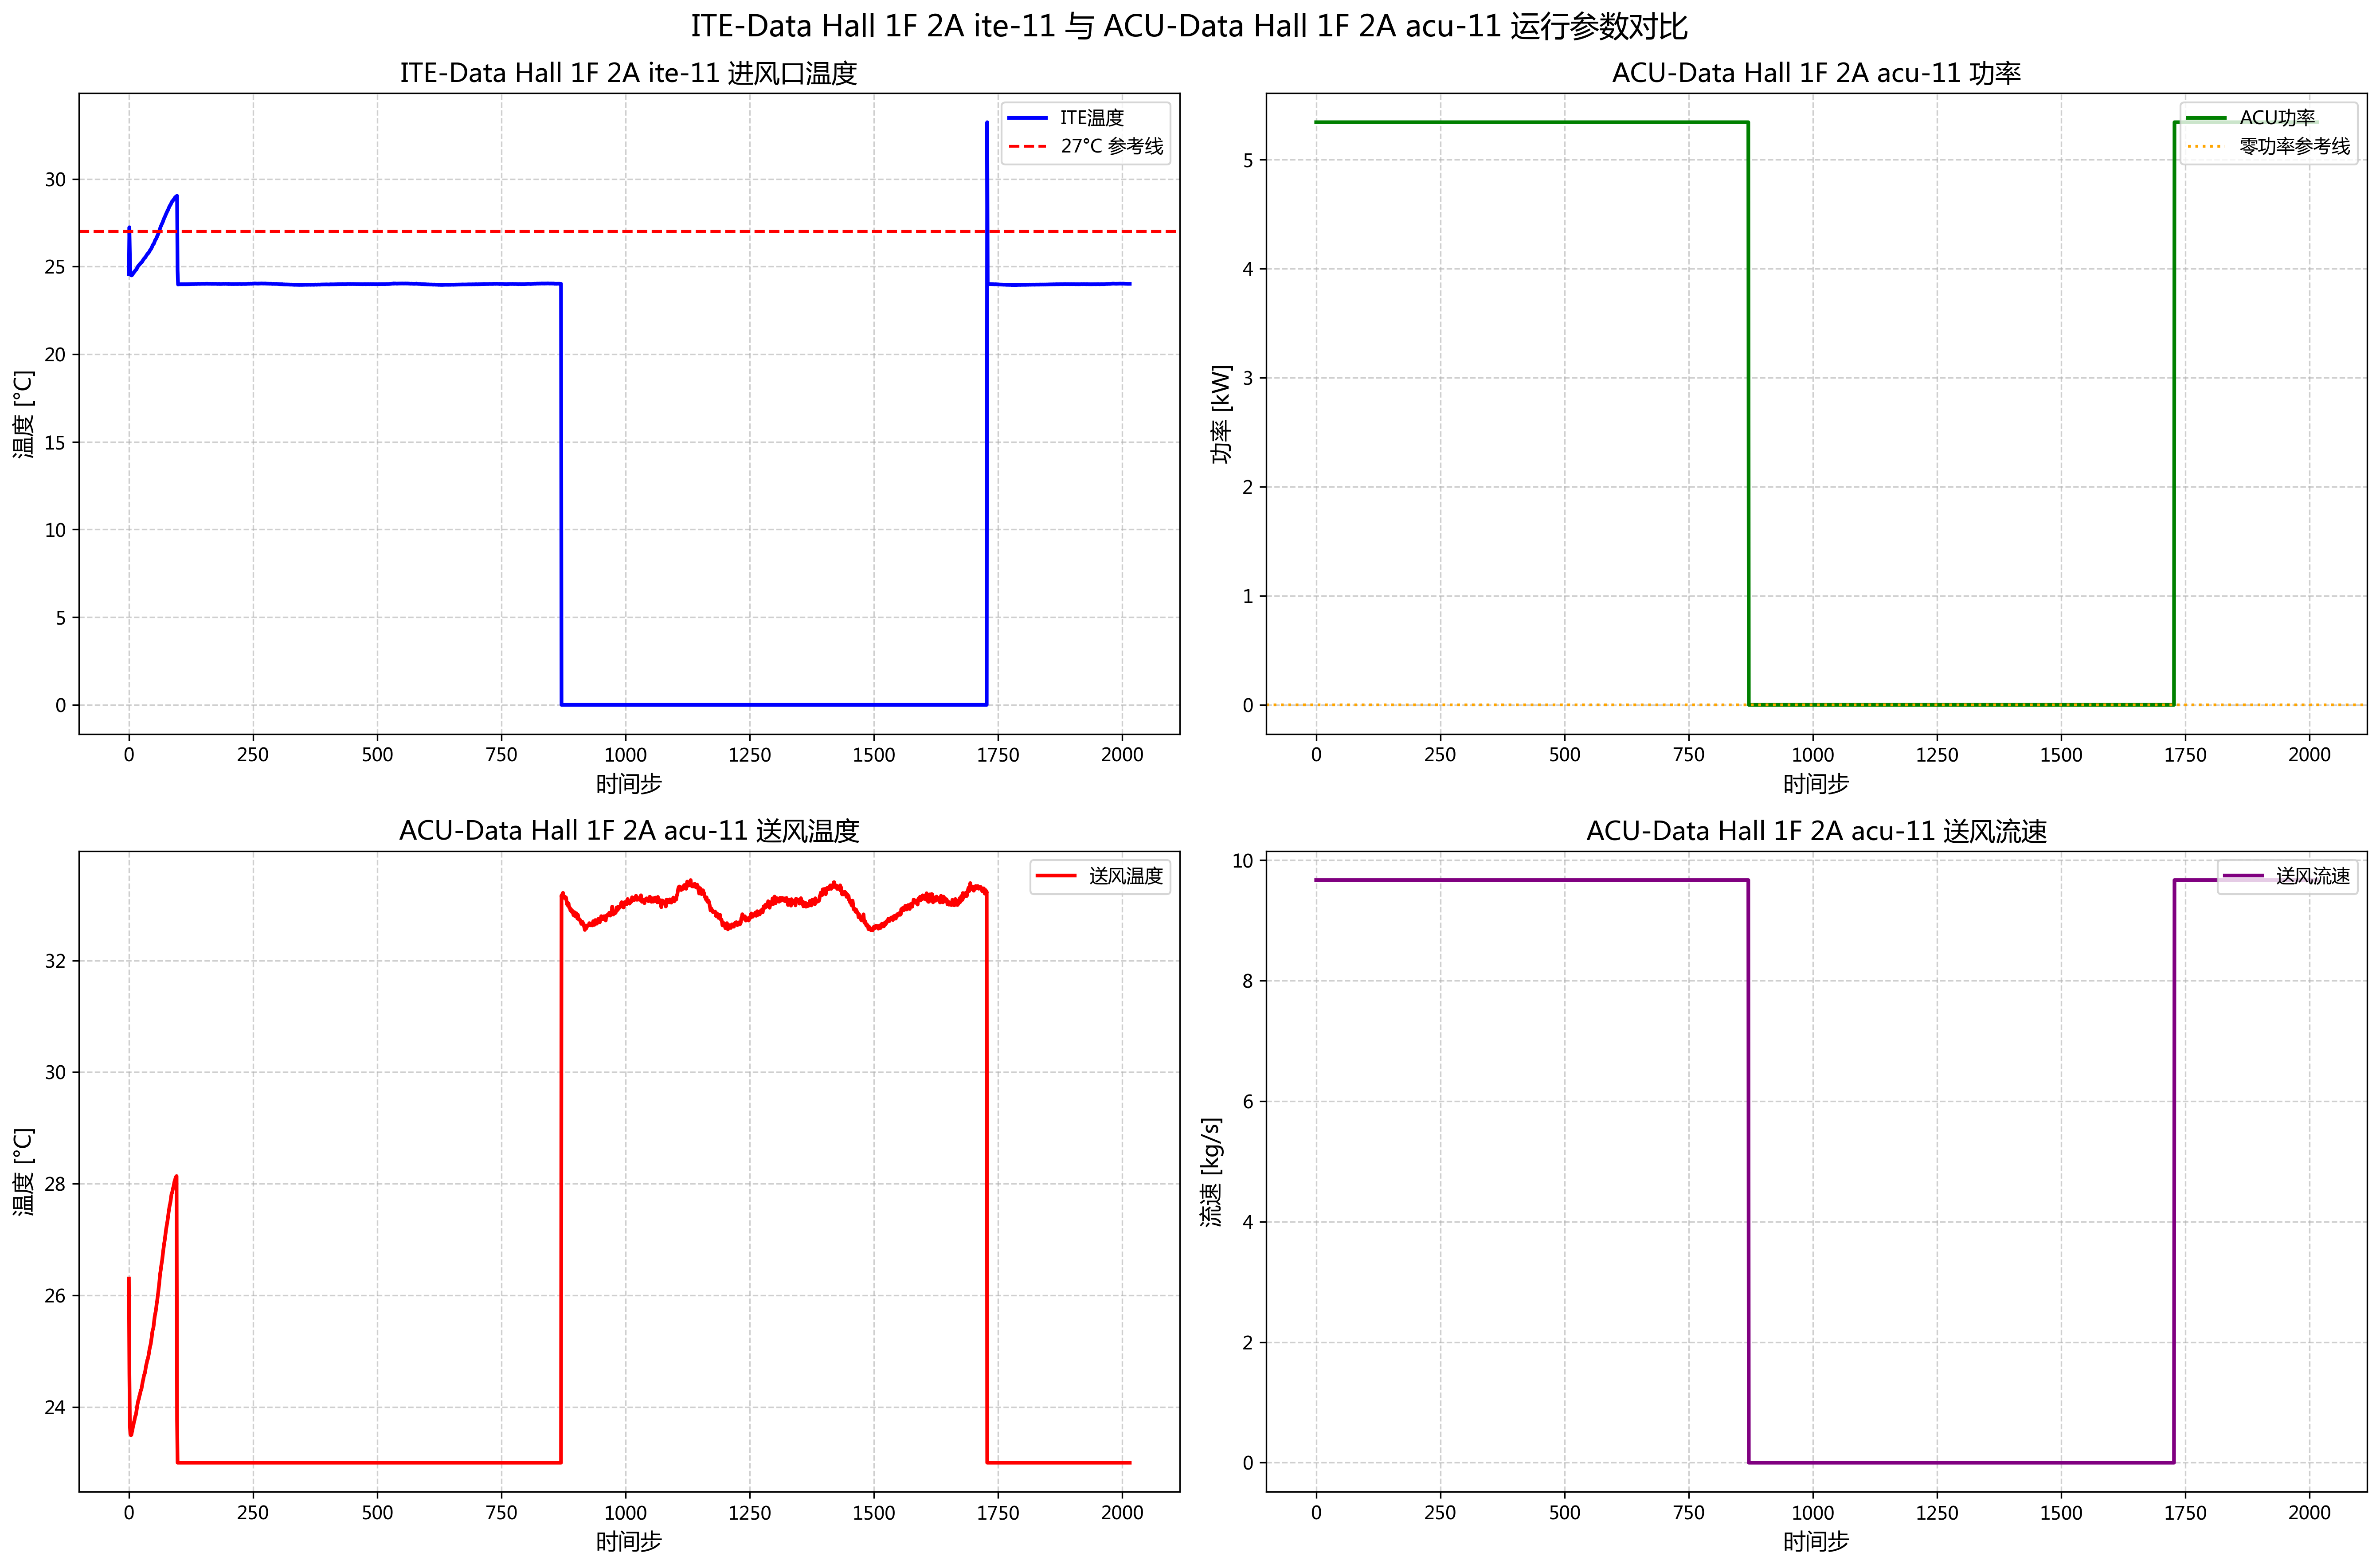 ITE-Data Hall 1F 2A ite-11 与 ACU-Data Hall 1F 2A acu-11 运行参数对比
ITE-Data Hall 1F 2A ite-11 进风口温度
ITE温度
27°C 参考线
温度 [°C]
30
25
20
15
10
5
0
0 250 500 750 1000 1250 1500 1750 2000
时间步
ACU-Data Hall 1F 2A acu-11 功率
ACU功率
零功率参考线
功率 [kW]
5
4
3
2
1
0
0 250 500 750 1000 1250 1500 1750 2000
时间步
ACU-Data Hall 1F 2A acu-11 送风温度
送风温度
温度 [°C]
32
30
28
26
24
0 250 500 750 1000 1250 1500 1750 2000
时间步
ACU-Data Hall 1F 2A acu-11 送风流速
送风流速
流速 [kg/s]
10
8
6
4
2
0
0 250 500 750 1000 1250 1500 1750 2000
时间步